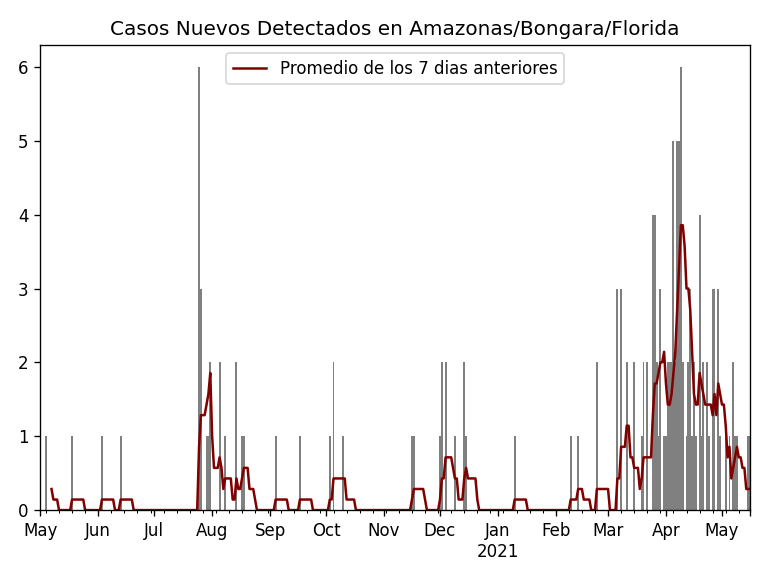 Casos Nuevos Detectados en Amazonas/Bongara/Florida
Promedio de los 7 dias anteriores
6
5
4
3
2
1
0
May Jun Jul Aug Sep Oct Nov Dec Jan Feb Mar Apr May
2021